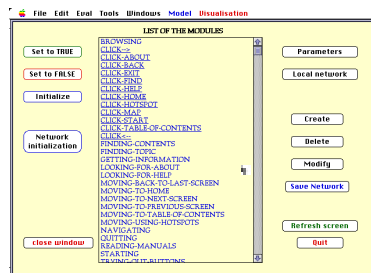 File Edit Eval Tools Windows Model Visualisation
LIST OF THE MODULES
Set to TRUE
Set to FALSE
Initialize
Network
initialization
close window
BROWSING
CLICK-->
CLICK-ABOUT
CLICK-BACK
CLICK-EXIT
CLICK-FIND
CLICK-HELP
CLICK-HOME
CLICK-HOTSPOT
CLICK-MAP
CLICK-START
CLICK-TABLE-OF-CONTENTS
CLICK<--
FINDING-CONTENTS
FINDING-TOPIC
GETTING-INFORMATION
LOOKING-FOR-ABOUT
LOOKING-FOR-HELP
MOVING-BACK-TO-LAST-SCREEN
MOVING-TO-HOME
MOVING-TO-NEXT-SCREEN
MOVING-TO-PREVIOUS-SCREEN
MOVING-TO-TABLE-OF-CONTENTS
MOVING-USING-HOTSPOTS
NAVIGATING
QUITTING
READING-MANUALS
STARTING
TRYING-OUT-BUTTONS
Parameters
Local network
Create
Delete
Modify
Save Network
Refresh screen
Quit